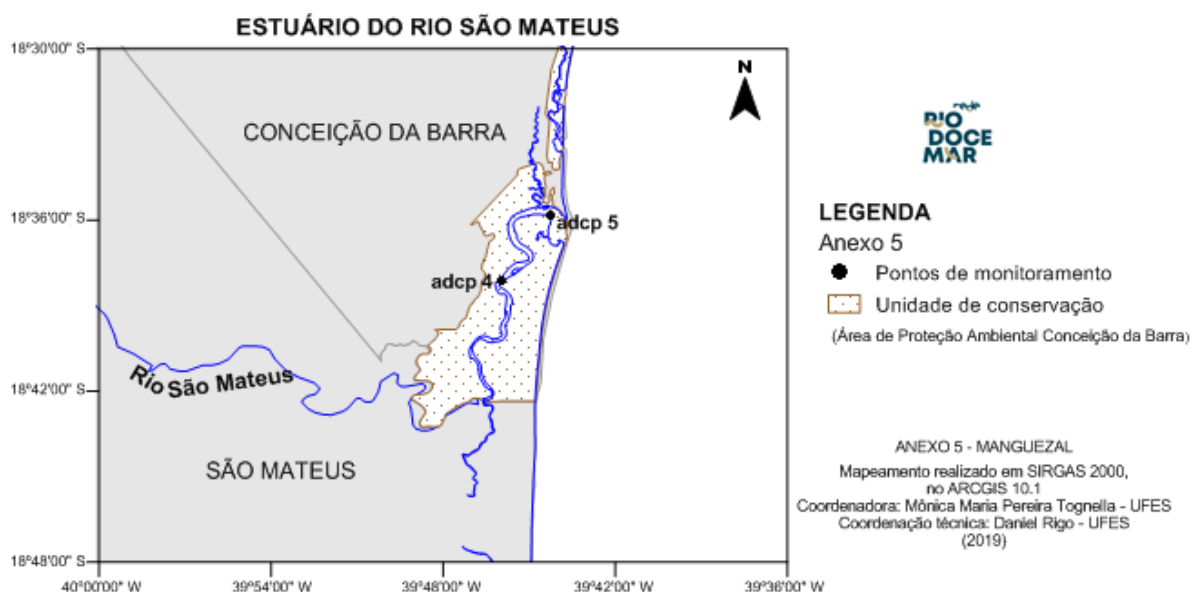 ESTUÁRIO DO RIO SÃO MATEUS
18°30'00" S
18°36'00" S
18°42'00" S
18°48'00" S
40°00'00" W
39°54'00" W
39°48'00" W
39°42'00" W
39°36'00" W
CONCEIÇÃO DA BARRA
adcp 5
adcp 4
Rio São Mateus
SÃO MATEUS
N
rede
RIO
DOCE
MAR
LEGENDA
Anexo 5
Pontos de monitoramento
Unidade de conservação
(Área de Proteção Ambiental Conceição da Barra)
ANEXO 5 - MANGUEZAL
Mapeamento realizado em SIRGAS 2000,
no ARCGIS 10.1
Coordenadora: Mônica Maria Pereira Tognella - UFES
Coordenação técnica: Daniel Rigo - UFES
(2019)